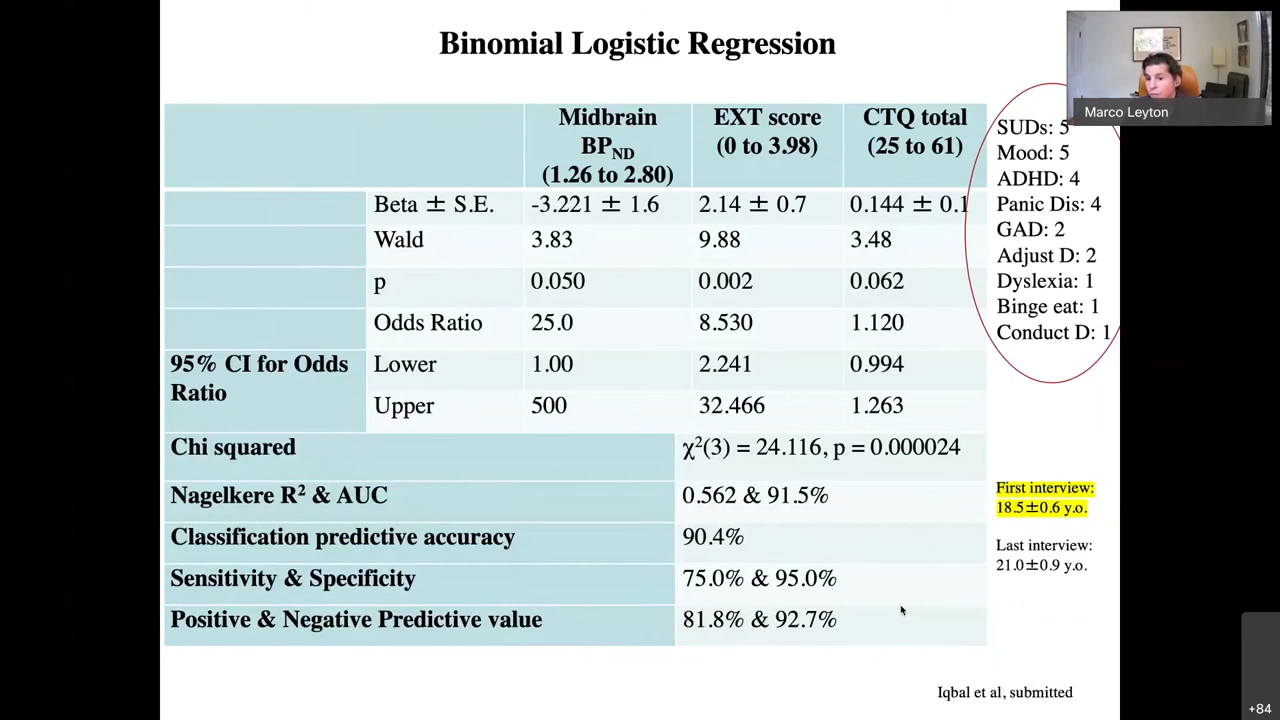 Binomial Logistic Regression
Marco Leyton
Midbrain BP_ND (1.26 to 2.80)
EXT score (0 to 3.98)
CTQ total (25 to 61)
Beta ± S.E. -3.221 ± 1.6 2.14 ± 0.7 0.144 ± 0.1
Wald 3.83 9.88 3.48
p 0.050 0.002 0.062
Odds Ratio 25.0 8.530 1.120
95% CI for Odds Ratio
Lower 1.00 2.241 0.994
Upper 500 32.466 1.263
Chi squared χ²(3) = 24.116, p = 0.000024
Nagelkere R² & AUC 0.562 & 91.5%
Classification predictive accuracy 90.4%
Sensitivity & Specificity 75.0% & 95.0%
Positive & Negative Predictive value 81.8% & 92.7%
SUDs: 5
Mood: 5
ADHD: 4
Panic Dis: 4
GAD: 2
Adjust D: 2
Dyslexia: 1
Binge eat: 1
Conduct D: 1
First interview:
18.5±0.6 y.o.
Last interview:
21.0±0.9 y.o.
Iqbal et al, submitted
+84